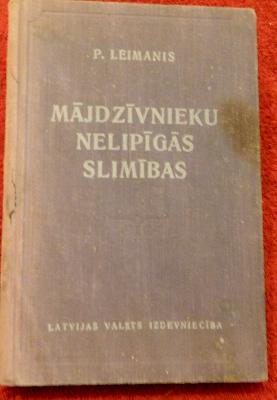 P. LEIMANIS
MĀJDZĪVNIEKU
NELIPĪGĀS
SLIMĪBAS
LATVIJAS VALSTS IZDEVNIECĪBA